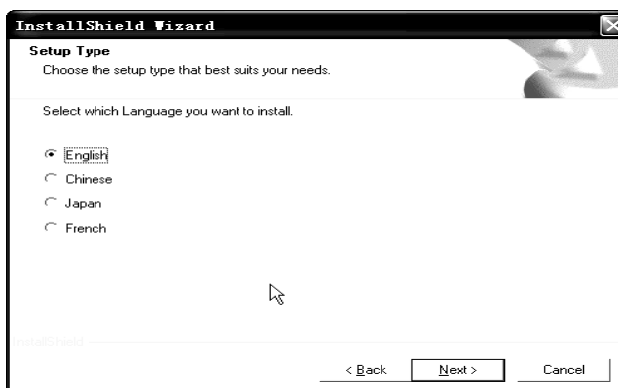 InstallShield Wizard
Setup Type
Choose the setup type that best suits your needs.
Select which Language you want to install.
English
Chinese
Japan
French
InstallShield
< Back
Next >
Cancel